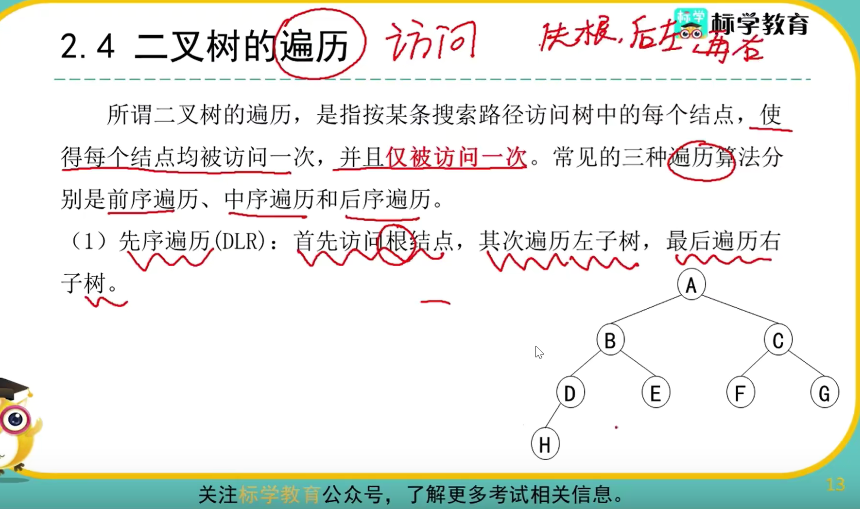 2.4 二叉树的遍历
访问
先根,后左,再右
标学
标学教育
所谓二叉树的遍历，是指按某条搜索路径访问树中的每个结点，使
得每个结点均被访问一次，并且仅被访问一次。常见的三种遍历算法分
别是前序遍历、中序遍历和后序遍历。
（1）先序遍历(DLR)：首先访问根结点，其次遍历左子树，最后遍历右
子树。
A
B C
D E F G
H
关注标学教育公众号，了解更多考试相关信息。
13